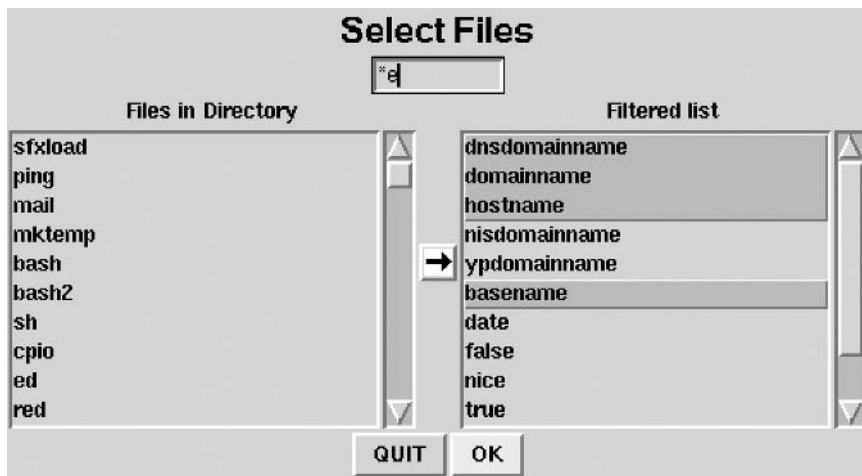 Select Files
*e
Files in Directory
Filtered list
sfxload
ping
mail
mktemp
bash
bash2
sh
cpio
ed
red
dnsdomainname
domainname
hostname
nisdomainname
ypdomainname
basename
date
false
nice
true
QUIT
OK